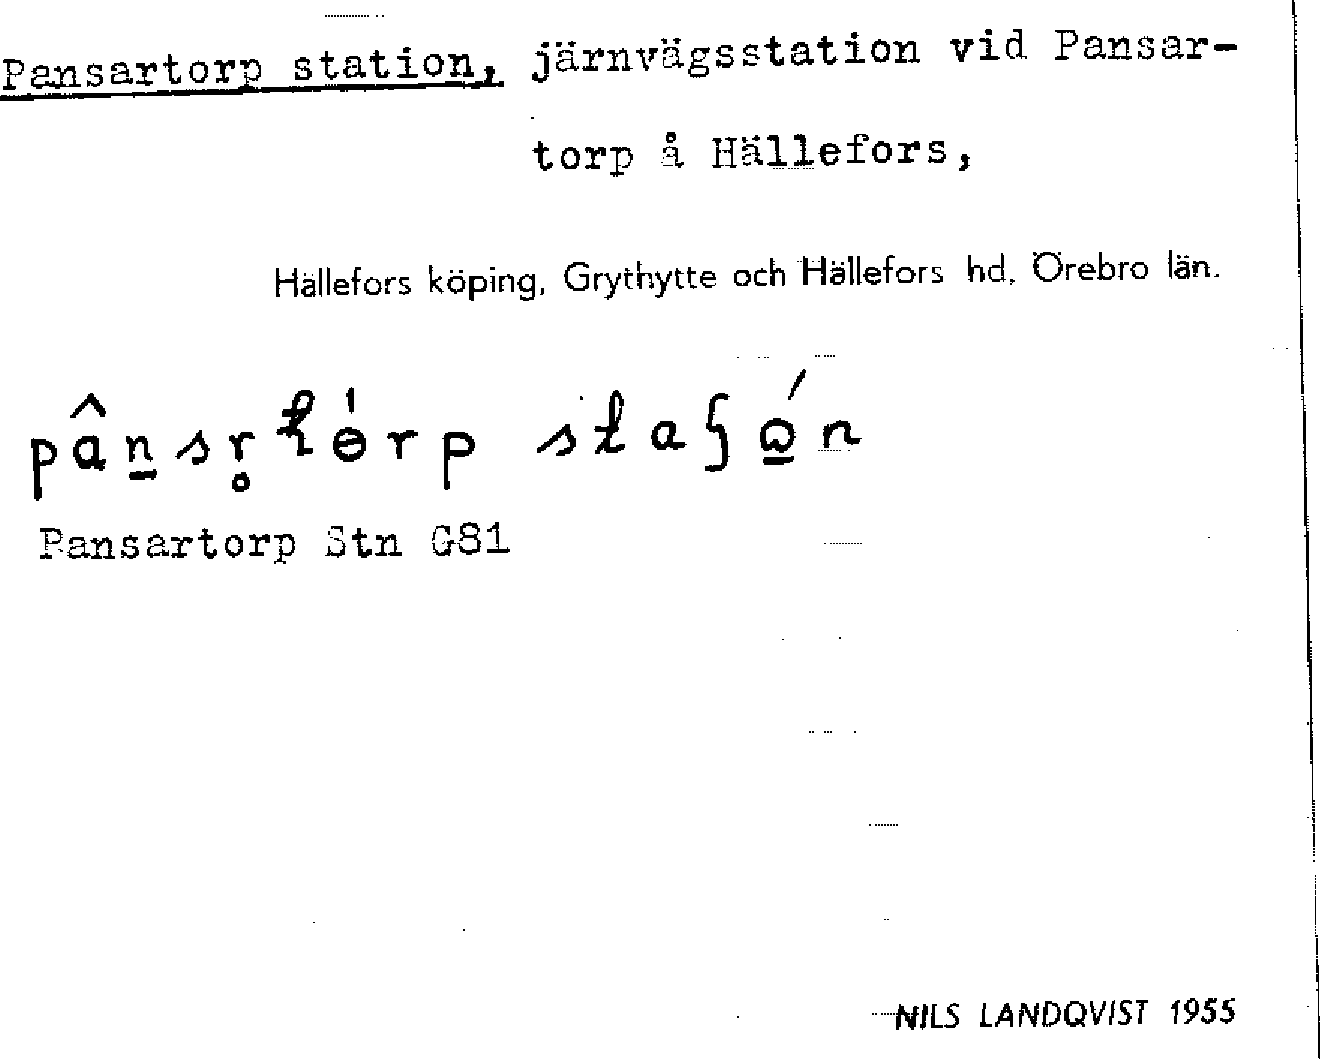 Pansartorp station, järnvägsstation vid Pansar-
torp å Hällefors,
Hällefors köping, Grythytte och Hällefors hd, Örebro län.
Pansartorp Stn G81
NILS LANDQVIST 1955